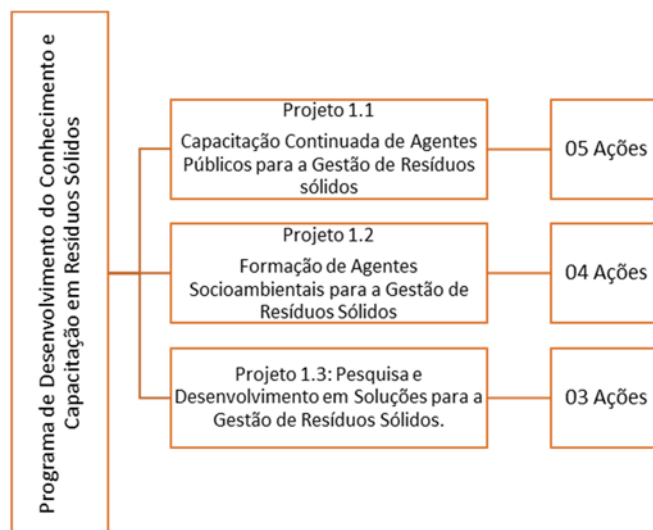 Programa de Desenvolvimento do Conhecimento e
Capacitação em Resíduos Sólidos
Projeto 1.1
Capacitação Continuada de Agentes
Públicos para a Gestão de Resíduos
sólidos
05 Ações
Projeto 1.2
Formação de Agentes
Socioambientais para a Gestão de
Resíduos Sólidos
04 Ações
Projeto 1.3: Pesquisa e
Desenvolvimento em Soluções para a
Gestão de Resíduos Sólidos.
03 Ações